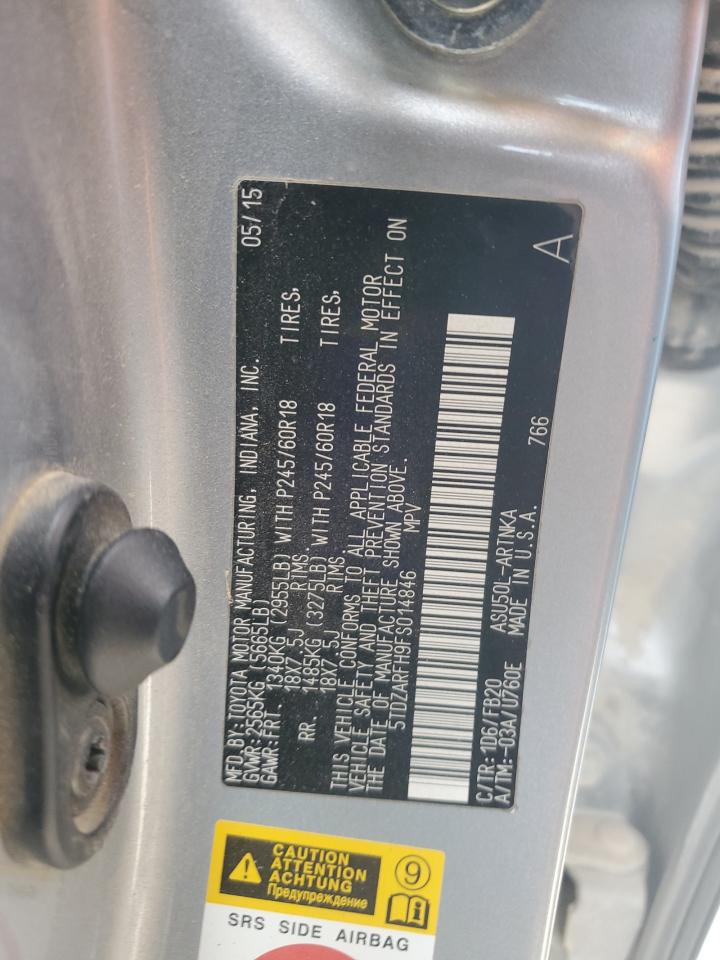 MFD.BY:TOYOTA MOTOR MANUFACTURING, INDIANA, INC. 05/15
GVWR:2565KG (5665LB)
GAWR:FRT. 1340KG (2955LB) WITH P245/60R18 TIRES,
18X7.5J RIMS.
RR. 1485KG (3275LB) WITH P245/60R18 TIRES,
18X7.5J RIMS.
THIS VEHICLE CONFORMS TO ALL APPLICABLE FEDERAL MOTOR
VEHICLE SAFETY AND THEFT PREVENTION STANDARDS IN EFFECT ON
THE DATE OF MANUFACTURE SHOWN ABOVE.
5TDZARFH9FS014846 MPV
C/TR:1D6/FB20 ASU50L-ARTNKA 766 A
A/TM:-03A/U760E MADE IN U.S.A.
CAUTION
ATTENTION
ACHTUNG
Предупреждение
9
SRS SIDE AIRBAG